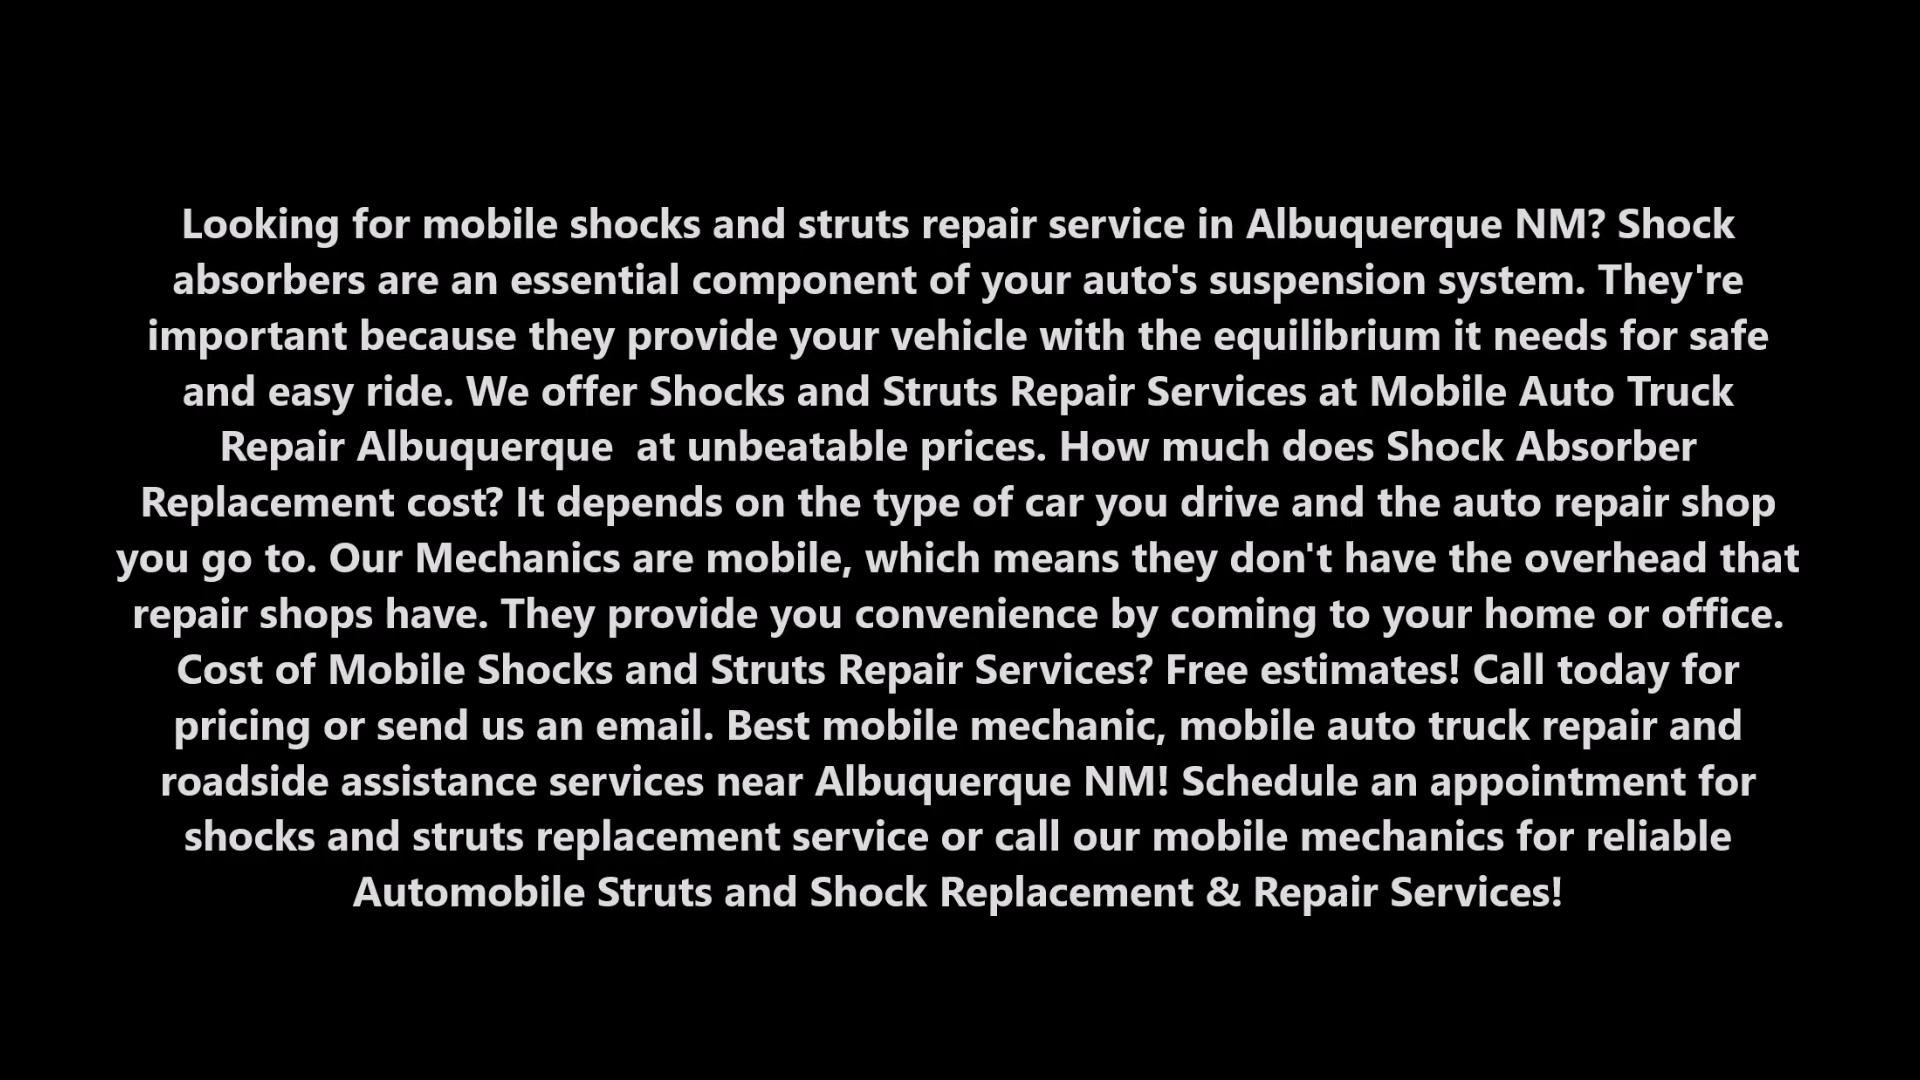 Looking for mobile shocks and struts repair service in Albuquerque NM? Shock
absorbers are an essential component of your auto's suspension system. They're
important because they provide your vehicle with the equilibrium it needs for safe
and easy ride. We offer Shocks and Struts Repair Services at Mobile Auto Truck
Repair Albuquerque  at unbeatable prices. How much does Shock Absorber
Replacement cost? It depends on the type of car you drive and the auto repair shop
you go to. Our Mechanics are mobile, which means they don't have the overhead that
repair shops have. They provide you convenience by coming to your home or office.
Cost of Mobile Shocks and Struts Repair Services? Free estimates! Call today for
pricing or send us an email. Best mobile mechanic, mobile auto truck repair and
roadside assistance services near Albuquerque NM! Schedule an appointment for
shocks and struts replacement service or call our mobile mechanics for reliable
Automobile Struts and Shock Replacement & Repair Services!